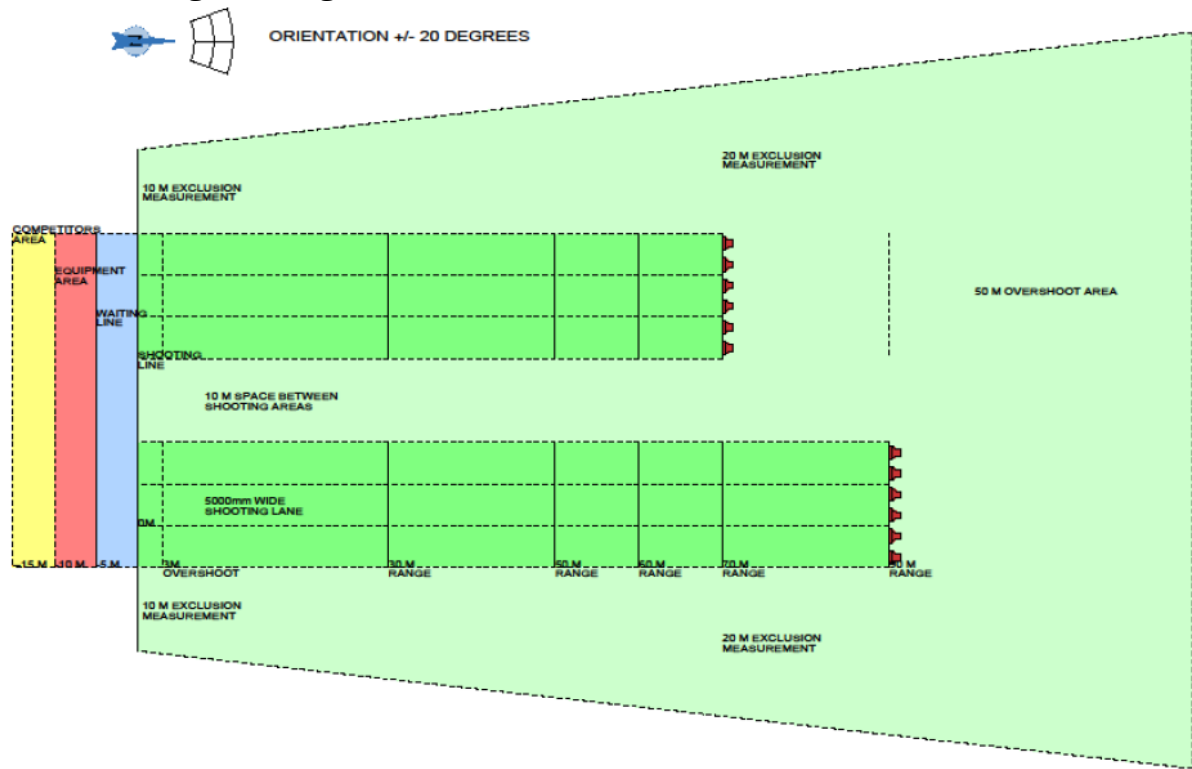 ORIENTATION +/- 20 DEGREES
Z
20 M EXCLUSION
MEASUREMENT
10 M EXCLUSION
MEASUREMENT
COMPETITORS
AREA
EQUIPMENT
AREA
50 M OVERSHOOT AREA
WAITING
LINE
SHOOTING
LINE
10 M SPACE BETWEEN
SHOOTING AREAS
5000mm WIDE
SHOOTING LANE
0M
-15 M
-10 M
-5 M
3M
OVERSHOOT
30 M
RANGE
50 M
RANGE
60 M
RANGE
70 M
RANGE
90 M
RANGE
10 M EXCLUSION
MEASUREMENT
20 M EXCLUSION
MEASUREMENT